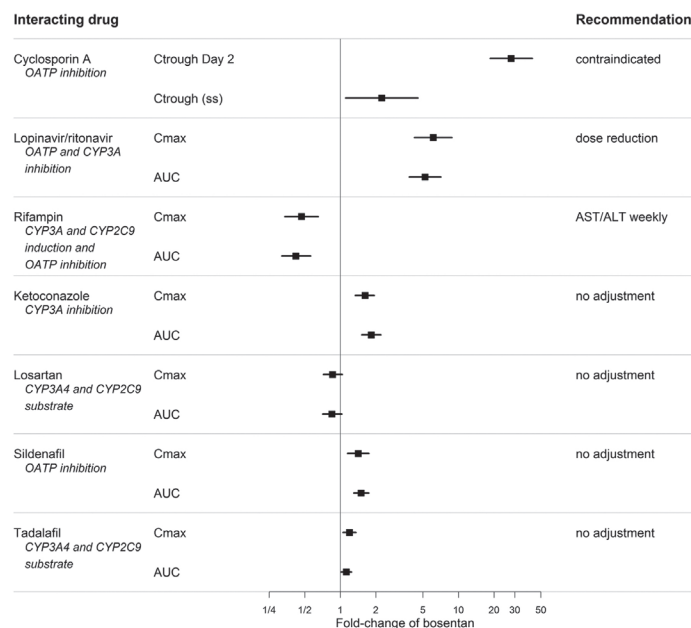 Interacting drug Recommendation
Cyclosporin A Ctrough Day 2 contraindicated
OATP inhibition
Ctrough (ss)
Lopinavir/ritonavir Cmax dose reduction
OATP and CYP3A
inhibition
AUC
Rifampin Cmax AST/ALT weekly
CYP3A and CYP2C9
induction and
OATP inhibition AUC
Ketoconazole Cmax no adjustment
CYP3A inhibition
AUC
Losartan Cmax no adjustment
CYP3A4 and CYP2C9
substrate
AUC
Sildenafil Cmax no adjustment
OATP inhibition
AUC
Tadalafil Cmax no adjustment
CYP3A4 and CYP2C9
substrate
AUC
1/4 1/2 1 2 5 10 20 30 50
Fold-change of bosentan